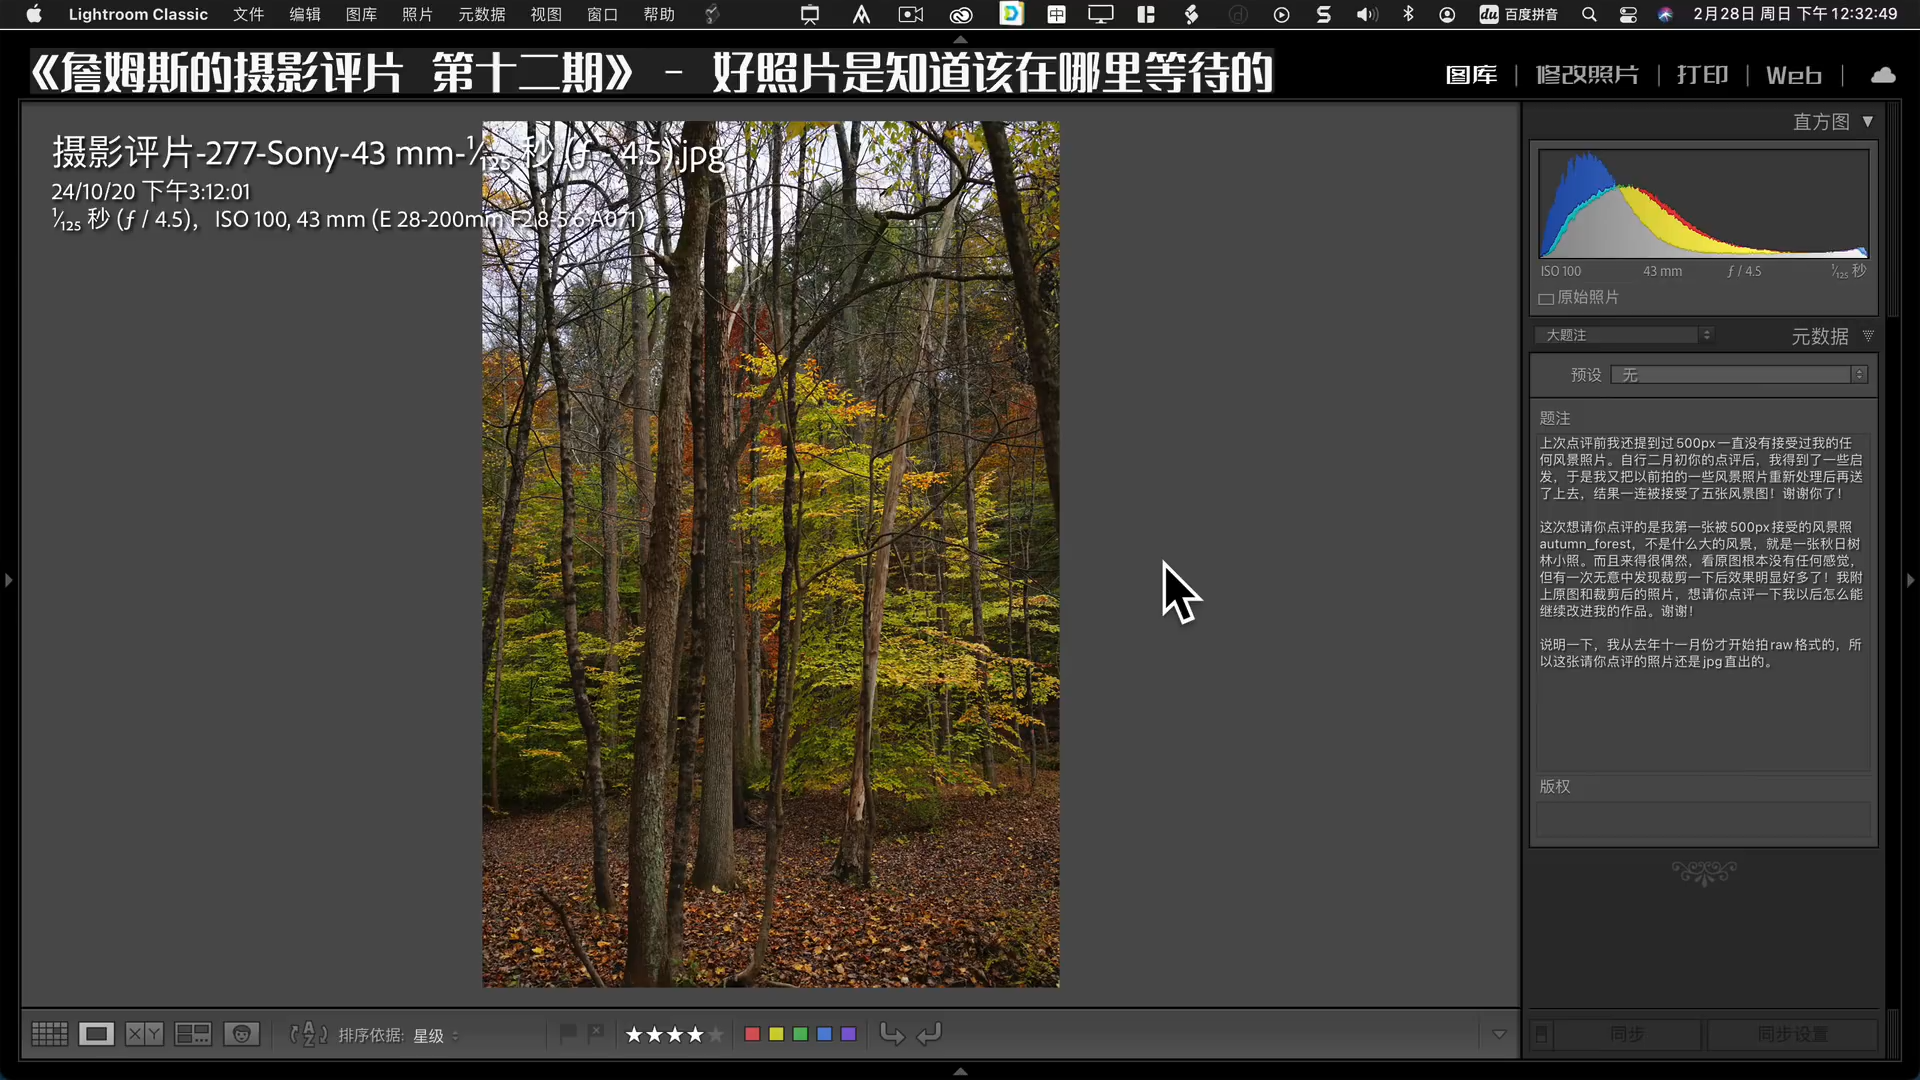 Lightroom Classic 文件 编辑 图库 照片 元数据 视图 窗口 帮助 中 S du 百度拼音 2月28日 周日 下午 12:32:49
《詹姆斯的摄影评片 第十二期》 - 好照片是知道该在哪里等待的
图库 | 修改照片 | 打印 | Web |
摄影评片-277-Sony-43 mm-¹⁄₁₂₅ 秒 (ƒ - 4.5).jpg
24/10/20 下午3:12:01
¹⁄₁₂₅ 秒 (ƒ / 4.5), ISO 100, 43 mm (E 28-200mm F2.8-5.6 A071)
直方图
ISO 100 43 mm ƒ / 4.5 ¹⁄₁₂₅ 秒
原始照片
大题注 元数据
预设 无
题注
上次点评前我还提到过500px一直没有接受过我的任
何风景照片。自行二月初你的点评后，我得到了一些启
发，于是我又把以前拍的一些风景照片重新处理后再送
了上去，结果一连被接受了五张风景图！谢谢你了！
这次想请你点评的是我第一张被500px接受的风景照
autumn_forest，不是什么大的风景，就是一张秋日树
林小照。而且来得很偶然，看原图根本没有任何感觉，
但有一次无意中发现裁剪一下后效果明显好多了！我附
上原图和裁剪后的照片，想请你点评一下我以后怎么能
继续改进我的作品。谢谢！
说明一下，我从去年十一月份才开始拍raw格式的，所
以这张请你点评的照片还是jpg直出的。
版权
XY 排序依据: 星级 同步 同步设置